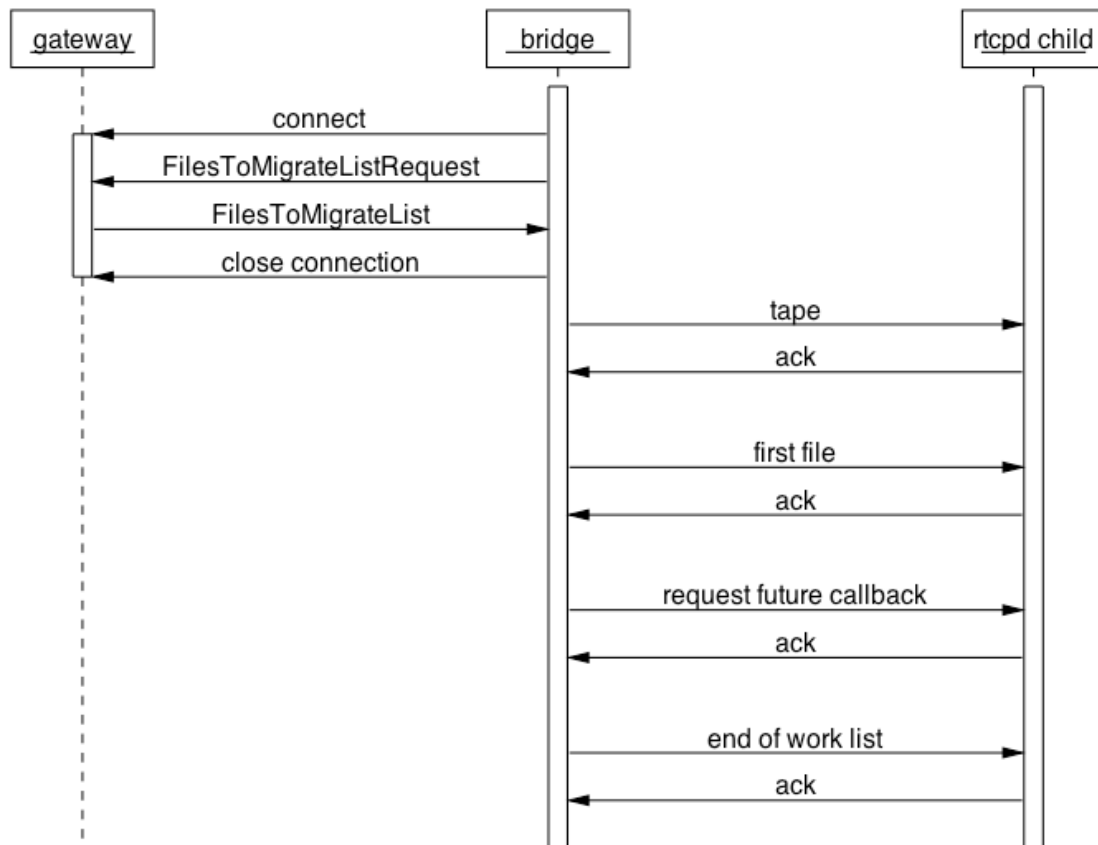 gateway
bridge
rtcpd child
connect
FilesToMigrateListRequest
FilesToMigrateList
close connection
tape
ack
first file
ack
request future callback
ack
end of work list
ack